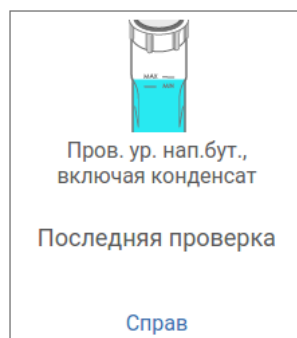 MAX
MIN
Пров. ур. нап.бут.,
включая конденсат
Последняя проверка
Справ